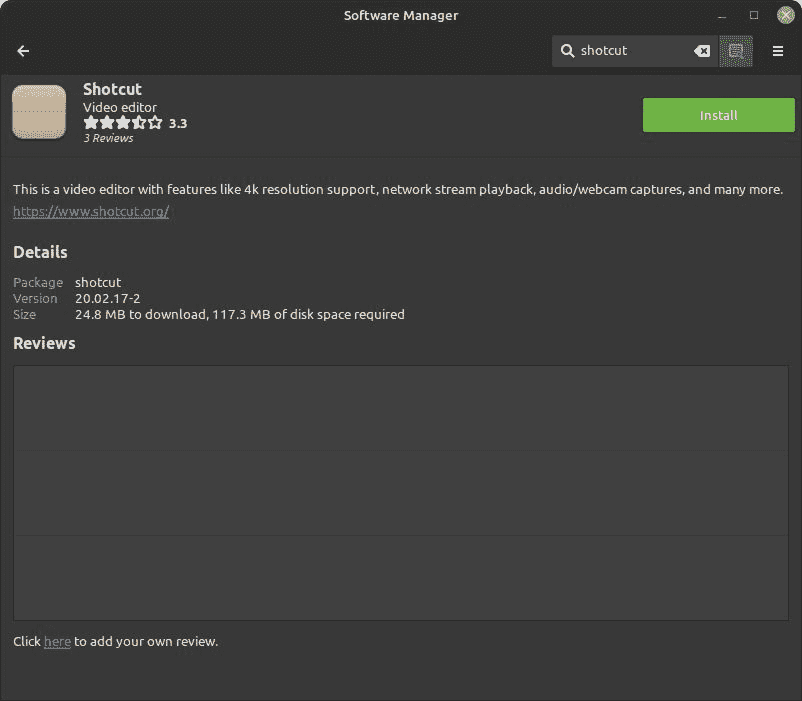 Software Manager
shotcut
Shotcut
Video editor
3.3
3 Reviews
Install
This is a video editor with features like 4k resolution support, network stream playback, audio/webcam captures, and many more.
https://www.shotcut.org/
Details
Package shotcut
Version 20.02.17-2
Size 24.8 MB to download, 117.3 MB of disk space required
Reviews
Click here to add your own review.